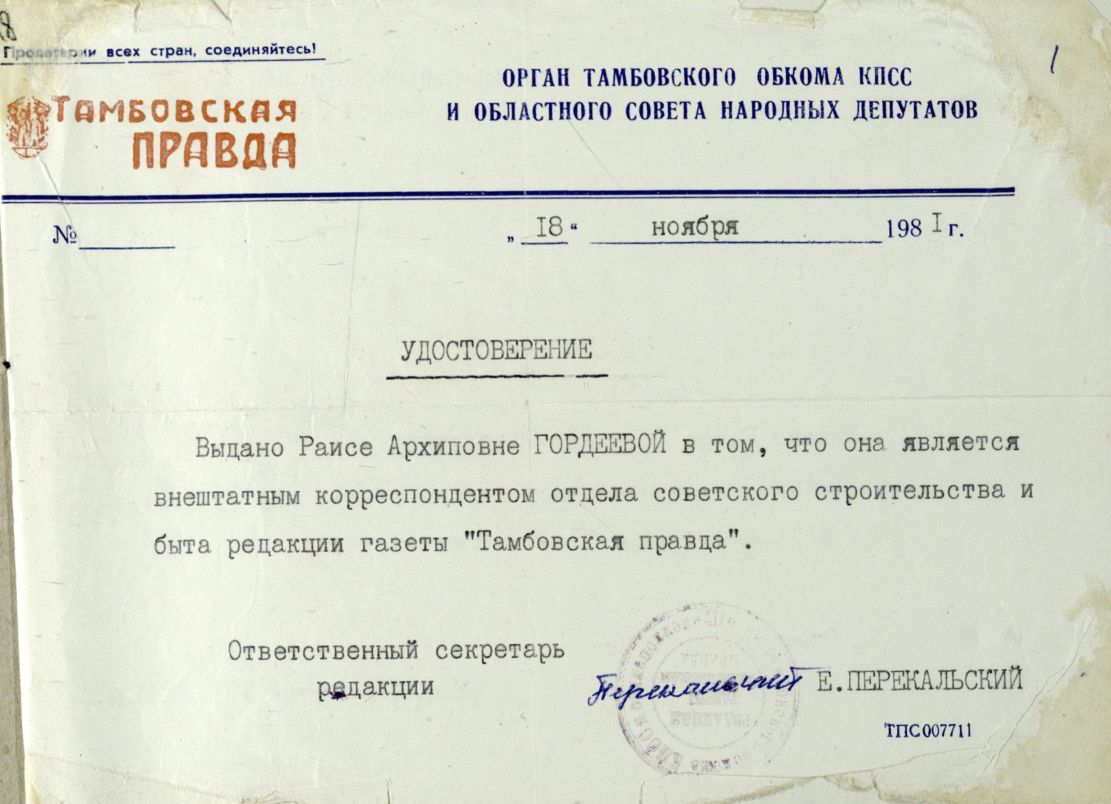 Пролетарии всех стран, соединяйтесь!
ТАМБОВСКАЯ
ПРАВДА
ОРГАН ТАМБОВСКОГО ОБКОМА КПСС
И ОБЛАСТНОГО СОВЕТА НАРОДНЫХ ДЕПУТАТОВ
1
№
„ 18 “ ноября 1981 г.
УДОСТОВЕРЕНИЕ
Выдано Раисе Архиповне ГОРДЕЕВОЙ в том, что она является
внештатным корреспондентом отдела советского строительства и
быта редакции газеты "Тамбовская правда".
Ответственный секретарь
редакции
Перекальский Е.ПЕРЕКАЛЬСКИЙ
ТПС007711